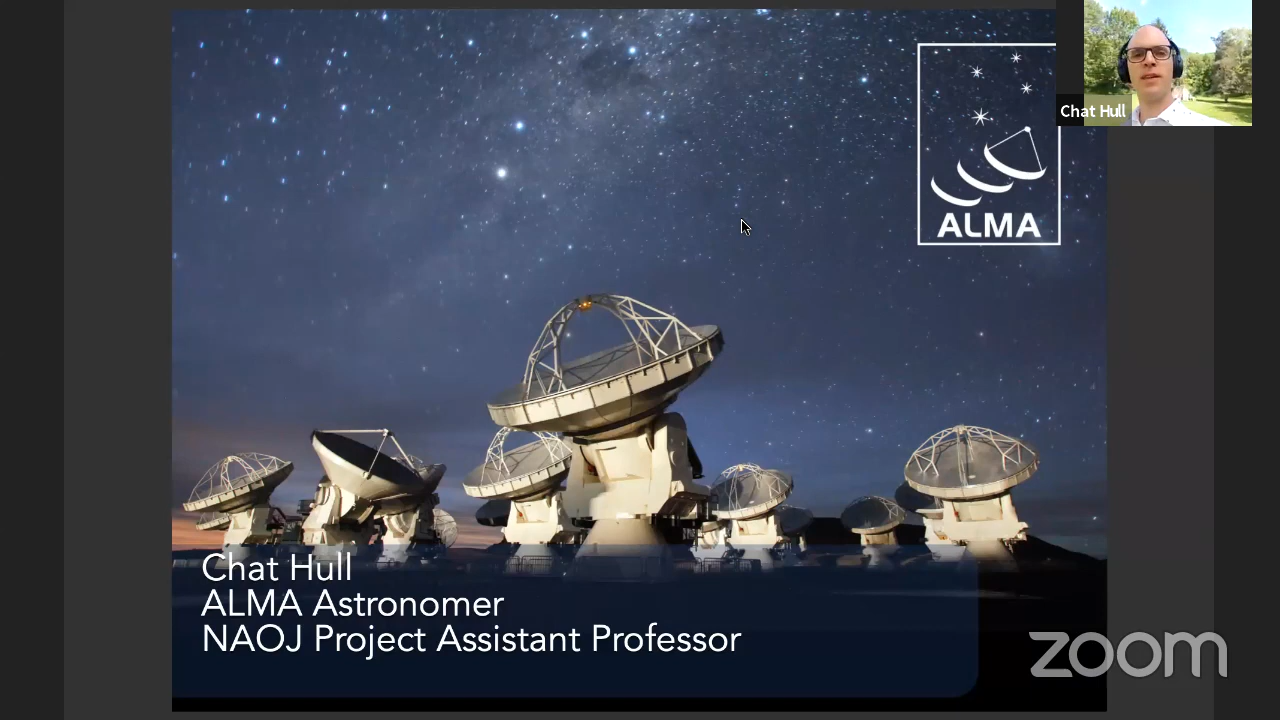 Chat Hull
ALMA
Chat Hull
ALMA Astronomer
NAOJ Project Assistant Professor
zoom